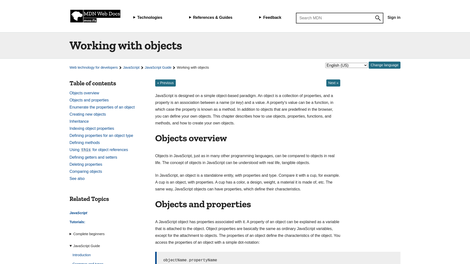 MDN Web Docs
Technologies
References & Guides
Feedback
Search MDN
Sign in
Working with objects
Web technology for developers
JavaScript
JavaScript Guide
Working with objects
English (US)
Change language
Table of contents
Objects overview
Objects and properties
Enumerate the properties of an object
Creating new objects
Inheritance
Indexing object properties
Defining properties for an object type
Defining methods
Using this for object references
Defining getters and setters
Deleting properties
Comparing objects
See also
Related Topics
JavaScript
Tutorials:
Complete beginners
JavaScript Guide
Introduction
« Previous
Next »
JavaScript is designed on a simple object-based paradigm. An object is a collection of properties, and a
property is an association between a name (or key) and a value. A property's value can be a function, in
which case the property is known as a method. In addition to objects that are predefined in the browser,
you can define your own objects. This chapter describes how to use objects, properties, functions, and
methods, and how to create your own objects.
Objects overview
Objects in JavaScript, just as in many other programming languages, can be compared to objects in real
life. The concept of objects in JavaScript can be understood with real life, tangible objects.
In JavaScript, an object is a standalone entity, with properties and type. Compare it with a cup, for example.
A cup is an object, with properties. A cup has a color, a design, weight, a material it is made of, etc. The
same way, JavaScript objects can have properties, which define their characteristics.
Objects and properties
A JavaScript object has properties associated with it. A property of an object can be explained as a variable
that is attached to the object. Object properties are basically the same as ordinary JavaScript variables,
except for the attachment to objects. The properties of an object define the characteristics of the object. You
access the properties of an object with a simple dot-notation:
objectName.propertyName